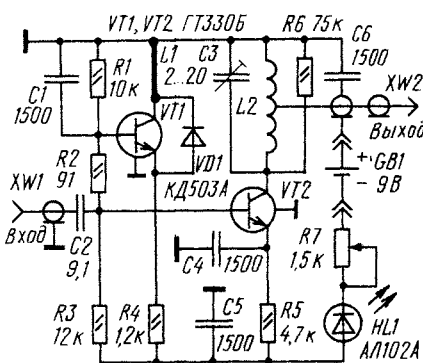 VT1, VT2 ГТ330Б
R6 75к
C6
1500
L1
2...20
C3
R1
10к
C1
1500
VT1
L2
XW2
Выход
R2
91
VD1
КД503А
+ GB1
- 9В
XW1
Вход
C2
9,1
VT2
R7
1,5к
C4
1500
R3
12к
R4
1,2к
C5
1500
R5
4,7к
HL1
АЛ102А